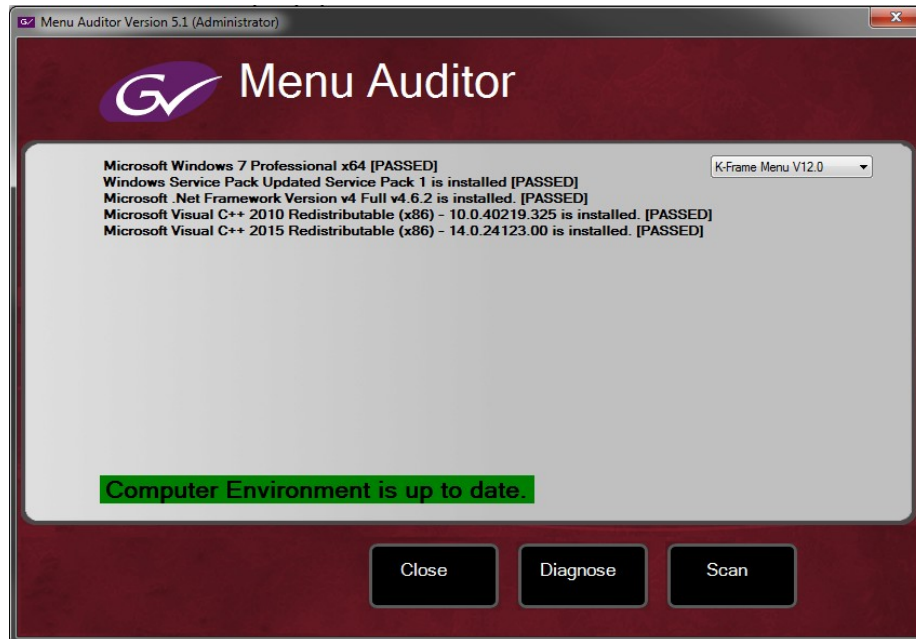 Menu Auditor Version 5.1 (Administrator)
GV
Menu Auditor
Microsoft Windows 7 Professional x64 [PASSED]
Windows Service Pack Updated Service Pack 1 is installed [PASSED]
Microsoft .Net Framework Version v4 Full v4.6.2 is installed. [PASSED]
Microsoft Visual C++ 2010 Redistributable (x86) - 10.0.40219.325 is installed. [PASSED]
Microsoft Visual C++ 2015 Redistributable (x86) - 14.0.24123.00 is installed. [PASSED]
K-Frame Menu V12.0
Computer Environment is up to date.
Close
Diagnose
Scan